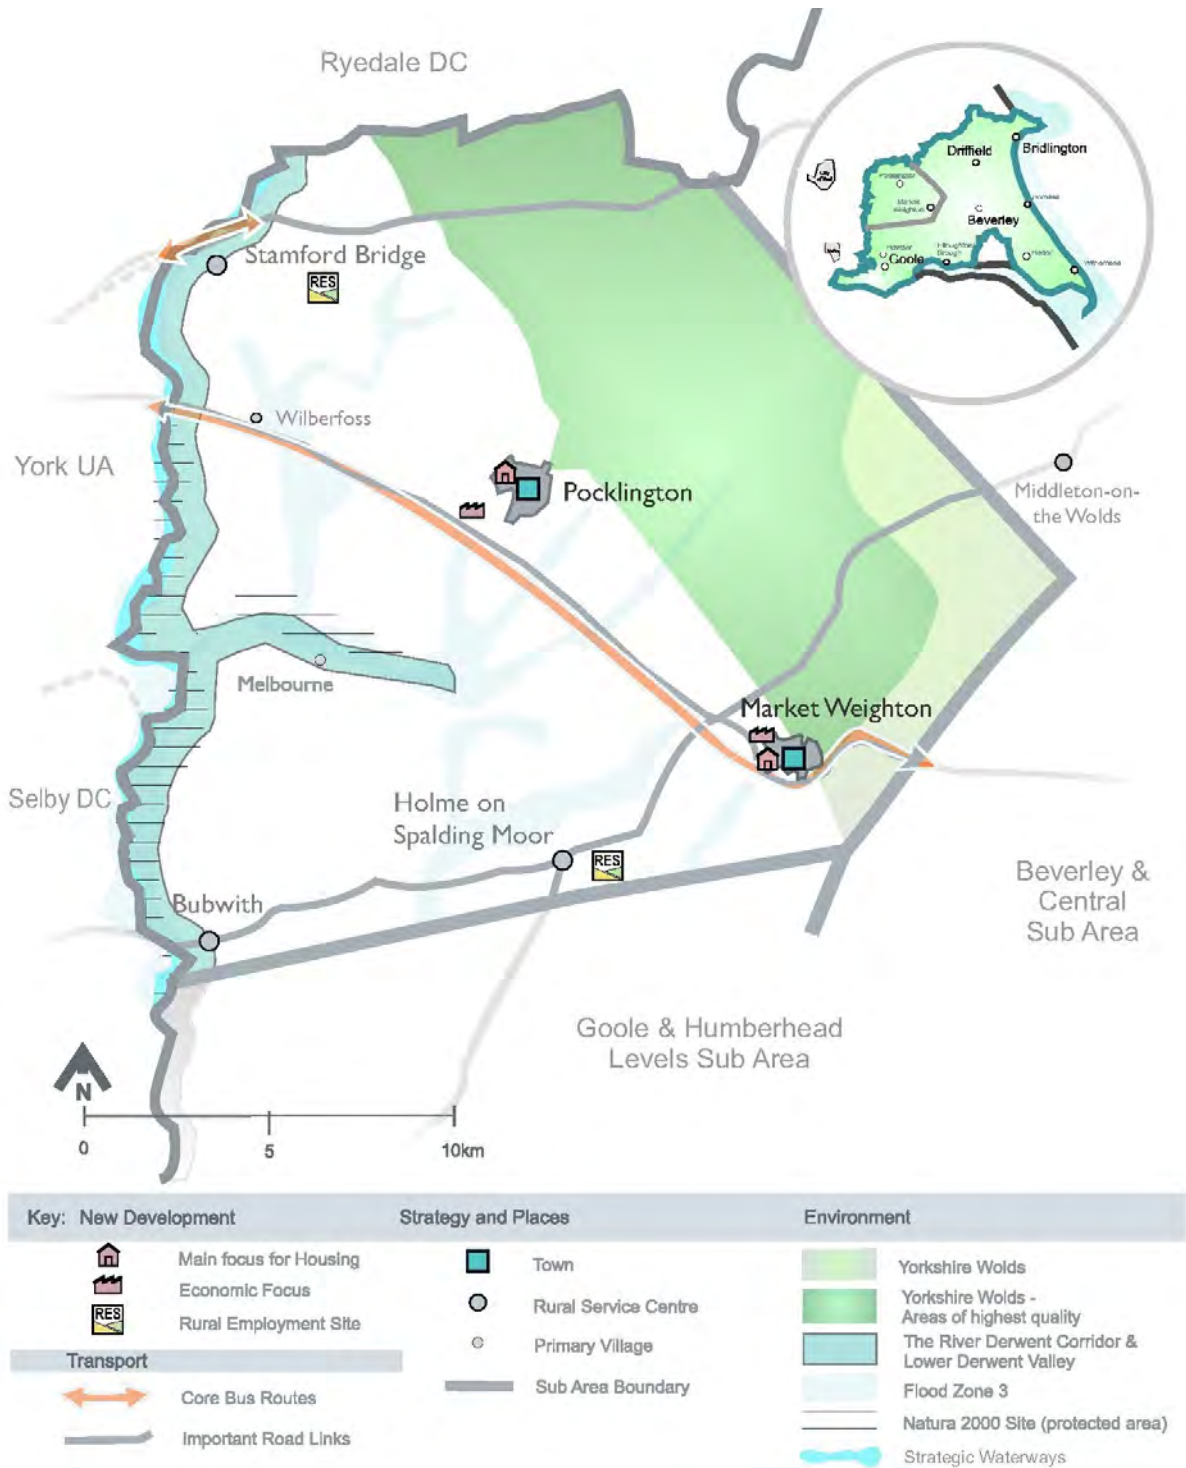 Ryedale DC
Driffield
Bridlington
Beverley
Goole
Stamford Bridge
RES
Wilberfoss
York UA
Pocklington
Middleton-on-
the Wolds
Melbourne
Market Weighton
Selby DC
Holme on
Spalding Moor
RES
Bubwith
Beverley &
Central
Sub Area
Goole & Humberhead
Levels Sub Area
N
0
5
10km
Key: New Development
Main focus for Housing
Economic Focus
RES
Rural Employment Site
Transport
Core Bus Routes
Important Road Links
Strategy and Places
Town
Rural Service Centre
Primary Village
Sub Area Boundary
Environment
Yorkshire Wolds
Yorkshire Wolds -
Areas of highest quality
The River Derwent Corridor &
Lower Derwent Valley
Flood Zone 3
Natura 2000 Site (protected area)
Strategic Waterways